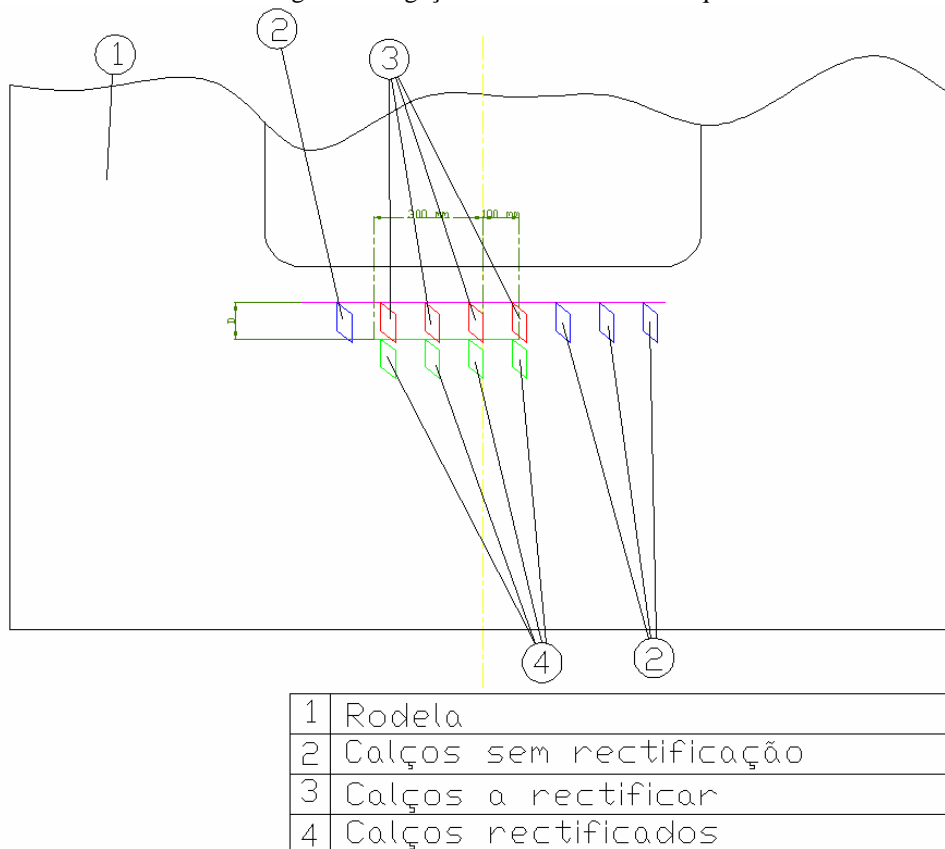 1
2
3
300 mm
100 mm
D
4
2
1 Rodela
2 Calços sem rectificação
3 Calços a rectificar
4 Calços rectificados